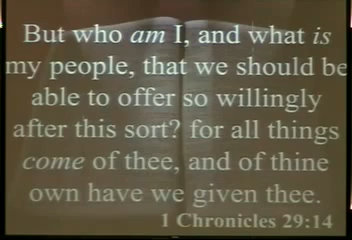 But who am I, and what is
my people, that we should be
able to offer so willingly
after this sort? for all things
come of thee, and of thine
own have we given thee.
1 Chronicles 29:14